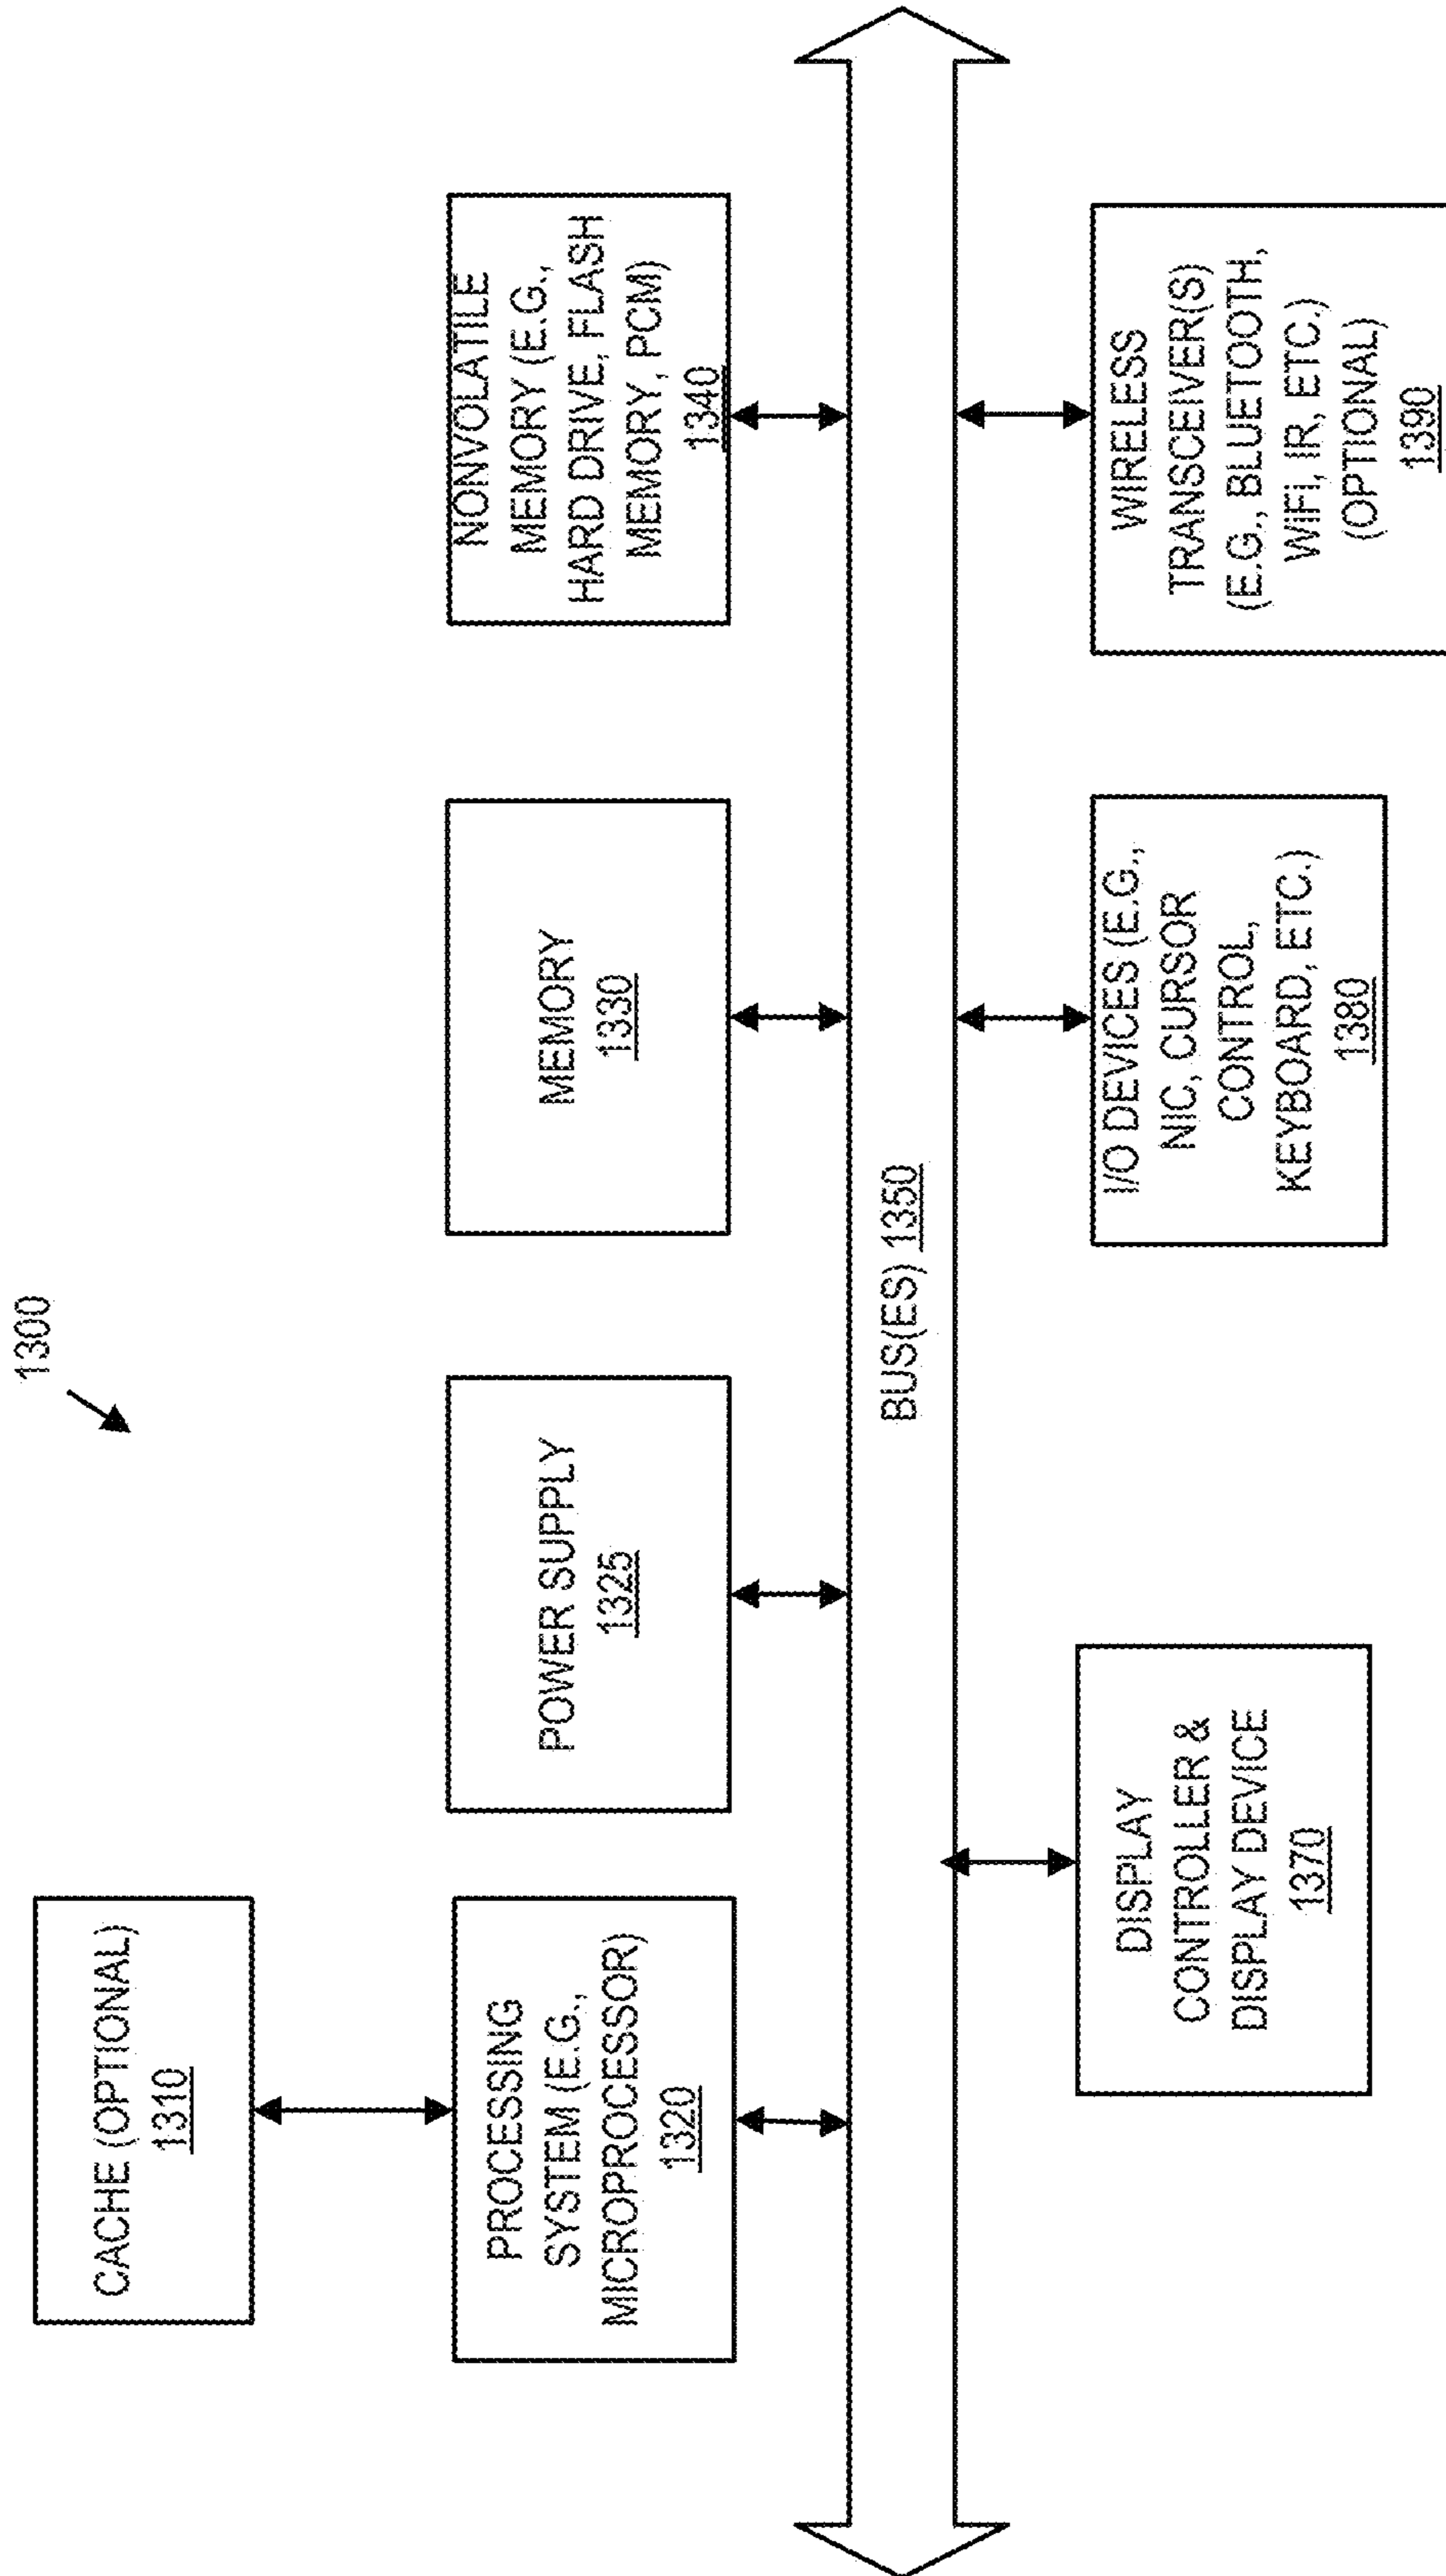 1300
CACHE (OPTIONAL)
1310
PROCESSING
SYSTEM (E.G.,
MICROPROCESSOR)
1320
POWER SUPPLY
1325
MEMORY
1330
NONVOLATILE
MEMORY (E.G.,
HARD DRIVE, FLASH
MEMORY, PCM)
1340
BUS(ES) 1350
DISPLAY
CONTROLLER &
DISPLAY DEVICE
1370
I/O DEVICES (E.G.,
NIC, CURSOR
CONTROL,
KEYBOARD, ETC.)
1380
WIRELESS
TRANSCEIVER(S)
(E.G., BLUETOOTH,
WIFI, IR, ETC.)
(OPTIONAL)
1390